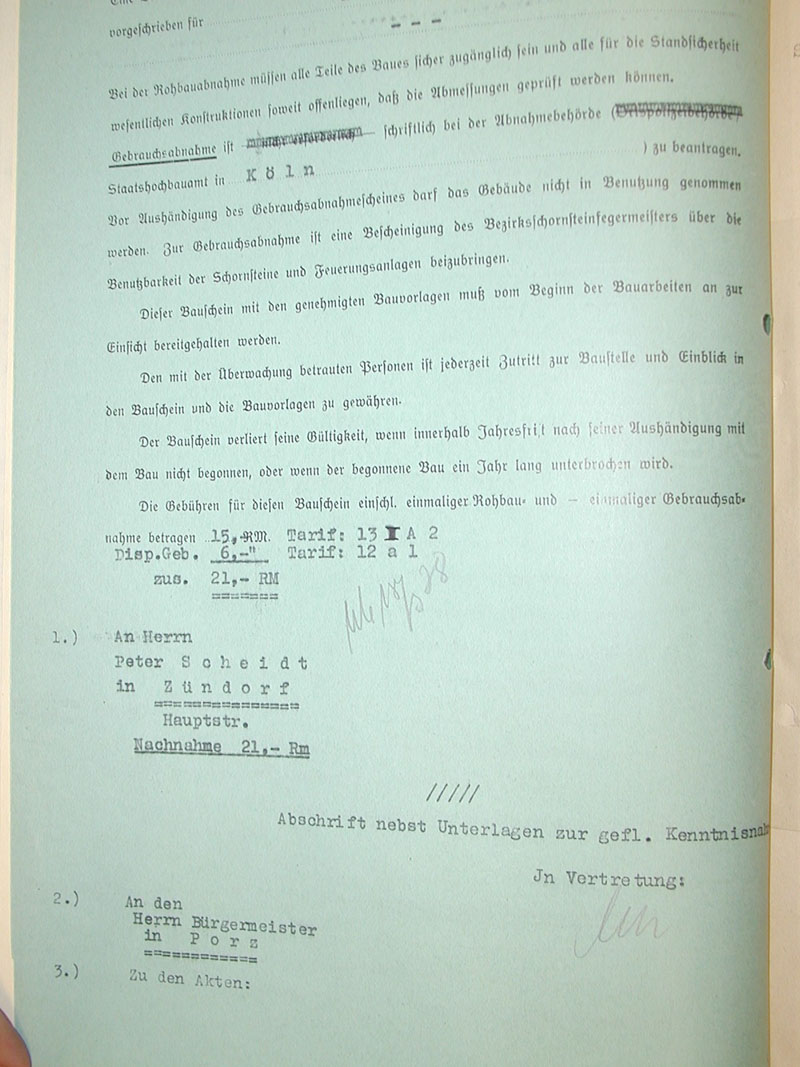 vorgeschrieben für - - -
Bei der Rohbauabnahme müssen alle Teile des Baues sicher zugänglich sein und alle für die Standsicherheit
wesentlichen Konstruktionen soweit offenliegen, daß die Abmessungen geprüft werden können.
Gebrauchsabnahme ist schriftlich bei der Abnahmebehörde (Ortspolizeibehörde-
Staatshochbauamt in K ö l n ) zu beantragen.
Vor Aushändigung des Gebrauchsabnahmescheines darf das Gebäude nicht in Benutzung genommen
werden. Zur Gebrauchsabnahme ist eine Bescheinigung des Bezirksschornsteinfegermeisters über die
Benutzbarkeit der Schornsteine und Feuerungsanlagen beizubringen.
Dieser Bauschein mit den genehmigten Bauvorlagen muß vom Beginn der Bauarbeiten an zur
Einsicht bereitgehalten werden.
Den mit der Überwachung betrauten Personen ist jederzeit Zutritt zur Baustelle und Einblick in
den Bauschein und die Bauvorlagen zu gewähren.
Der Bauschein verliert seine Gültigkeit, wenn innerhalb Jahresfrist nach seiner Aushändigung mit
dem Bau nicht begonnen, oder wenn der begonnene Bau ein Jahr lang unterbrochen wird.
Die Gebühren für diesen Bauschein einschl. einmaliger Rohbau- und – einmaliger Gebrauchsab-
nahme betragen 15,-RM. Tarif: 13 I A 2
Disp.Geb. 6,-" Tarif: 12 a 1
zus. 21,- RM
=======
1.) An Herrn
Peter S c h e i d t
in Z ü n d o r f
===============
Hauptstr.
Nachnahme 21,- Rm
/////
Abschrift nebst Unterlagen zur gefl. Kenntnisnah
Jn Vertretung:
2.) An den
Herrn Bürgermeister
in P o r z
===========
3.) Zu den Akten: